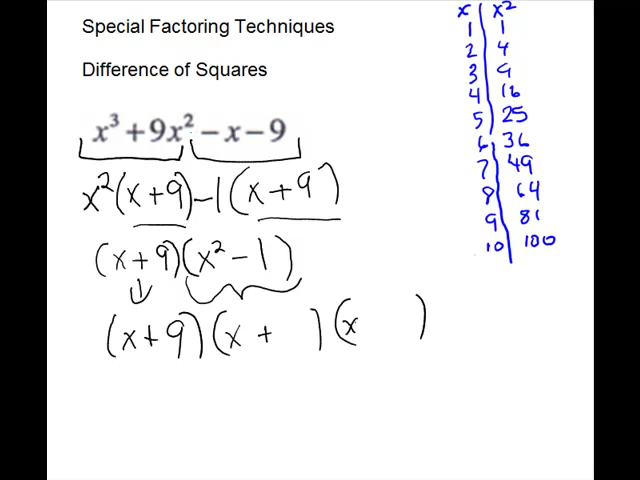 Special Factoring Techniques
Difference of Squares
x³ + 9x² − x − 9
x²(x+9) − 1(x+9)
(x+9)(x² − 1)
(x+9)(x + )(x )
x | x²
1 | 1
2 | 4
3 | 9
4 | 16
5 | 25
6 | 36
7 | 49
8 | 64
9 | 81
10 | 100